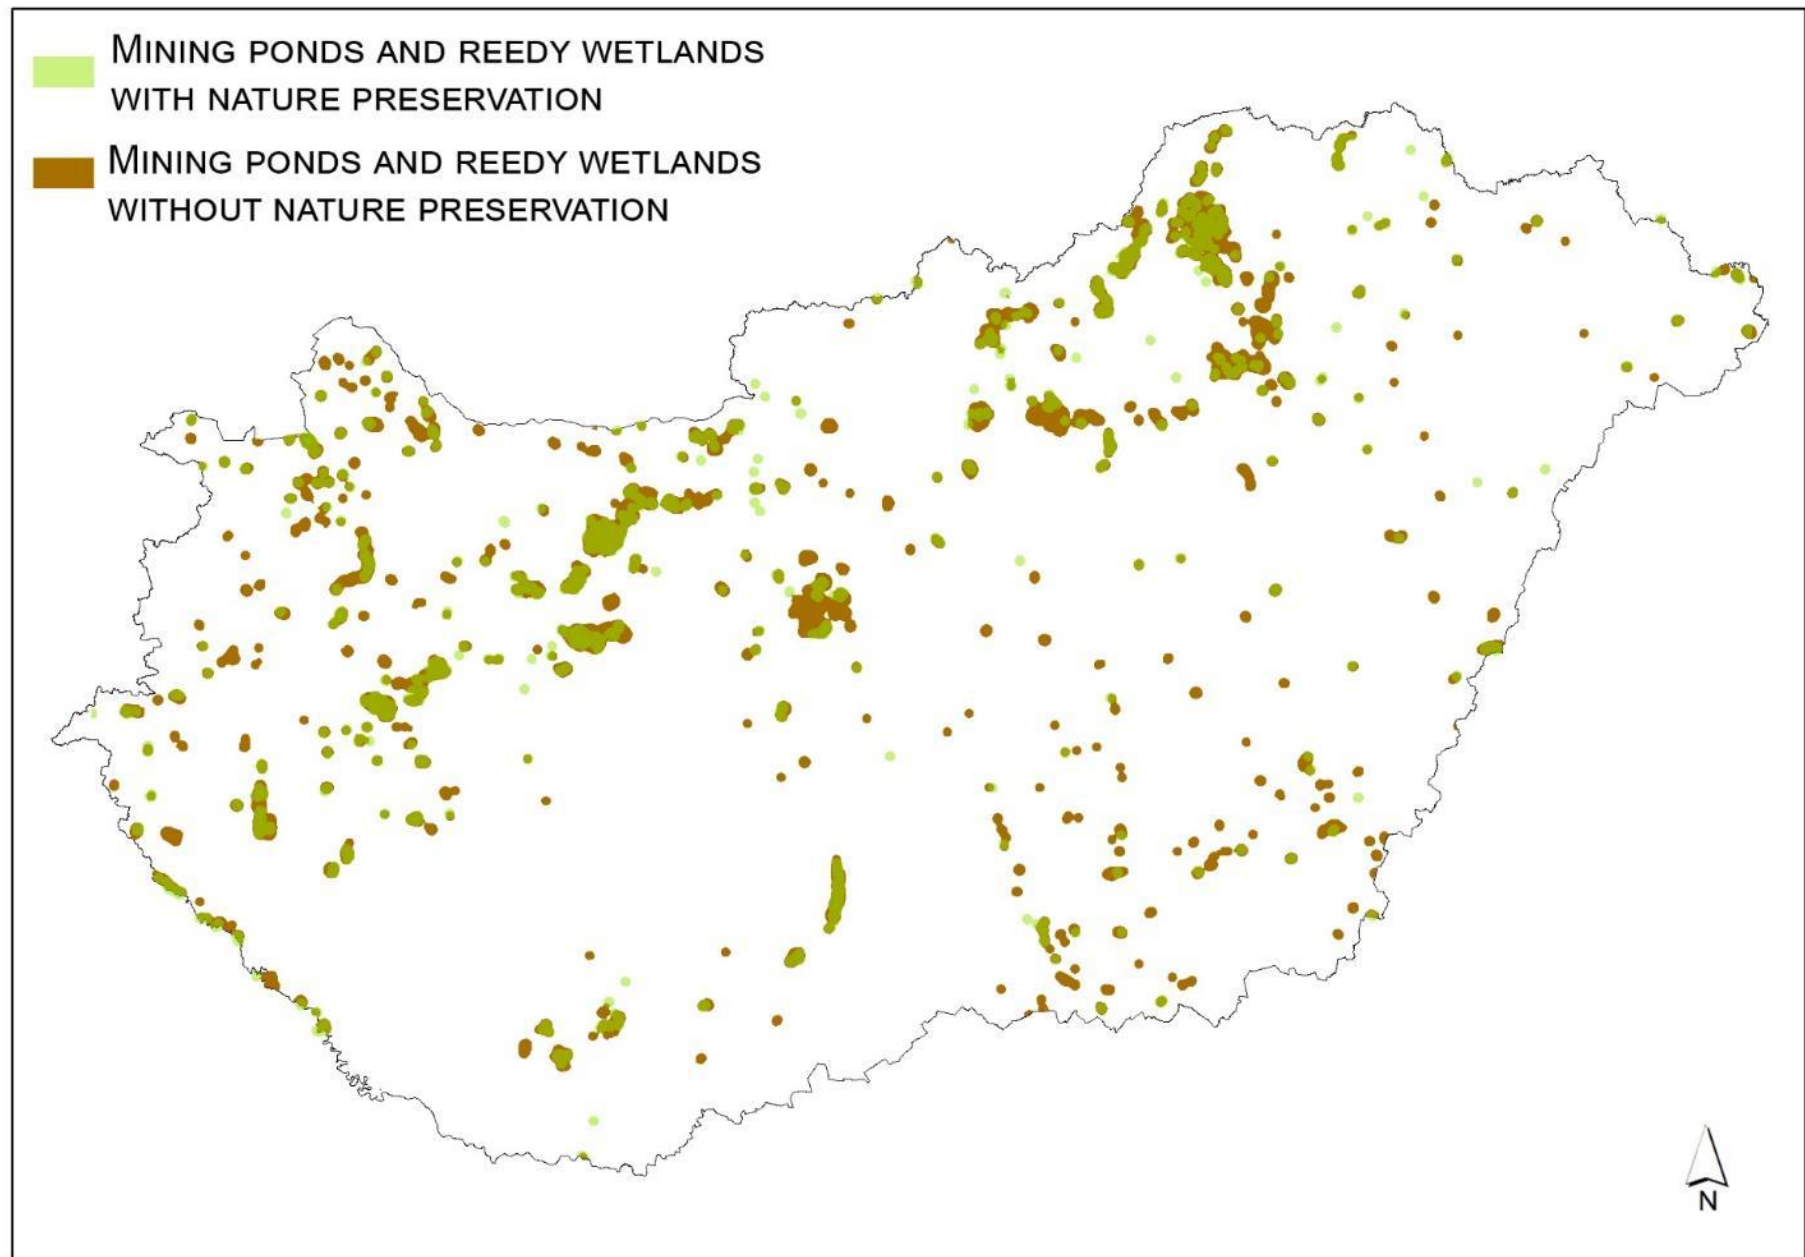 Mining ponds and reedy wetlands
with nature preservation
Mining ponds and reedy wetlands
without nature preservation
N